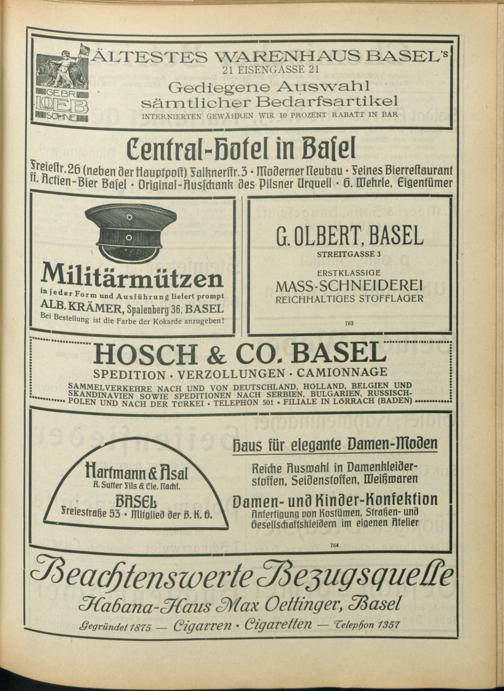 ÄLTESTES WARENHAUS BASEL's
21 EISENGASSE 21
GEBR
LOEB
SÖHNE
Gediegene Auswahl
sämtlicher Bedarfsartikel
INTERNIERTEN GEWÄHREN WIR 10 PROZENT RABATT IN BAR
Central-Hotel in Basel
Freiestr. 26 (neben der Hauptpost) Falknerstr. 3 • Moderner Neubau • Feines Bierrestaurant
ff. Actien-Bier Basel • Original-Ausschank des Pilsner Urquell • G. Wehrle, Eigentümer
Militärmützen
in jeder Form und Ausführung liefert prompt
ALB. KRÄMER, Spalenberg 36, BASEL
Bei Bestellung ist die Farbe der Kokarde anzugeben!
G. OLBERT, BASEL
STREITGASSE 3
ERSTKLASSIGE
MASS-SCHNEIDEREI
REICHHALTIGES STOFFLAGER
763
HOSCH & CO. BASEL
SPEDITION • VERZOLLUNGEN • CAMIONNAGE
SAMMELVERKEHRE NACH UND VON DEUTSCHLAND, HOLLAND, BELGIEN UND
SKANDINAVIEN SOWIE SPEDITIONEN NACH SERBIEN, BULGARIEN, RUSSISCH-
POLEN UND NACH DER TÜRKEI • TELEPHON 501 • FILIALE IN LÖRRACH (BADEN)
Hartmann & Asal
R. Sutter Fils & Cie. Nachf.
BASEL
Freiestraße 53 • Mitglied der B. K. G.
Haus für elegante Damen-Moden
Reiche Auswahl in Damenkleider-
stoffen, Seidenstoffen, Weißwaren
Damen- und Kinder-Konfektion
Anfertigung von Kostümen, Straßen- und
Gesellschaftskleidern im eigenen Atelier
764
Beachtenswerte Bezugsquelle
Habana-Haus Max Oettinger, Basel
Gegründet 1875 — Cigarren • Cigaretten — Telephon 1357